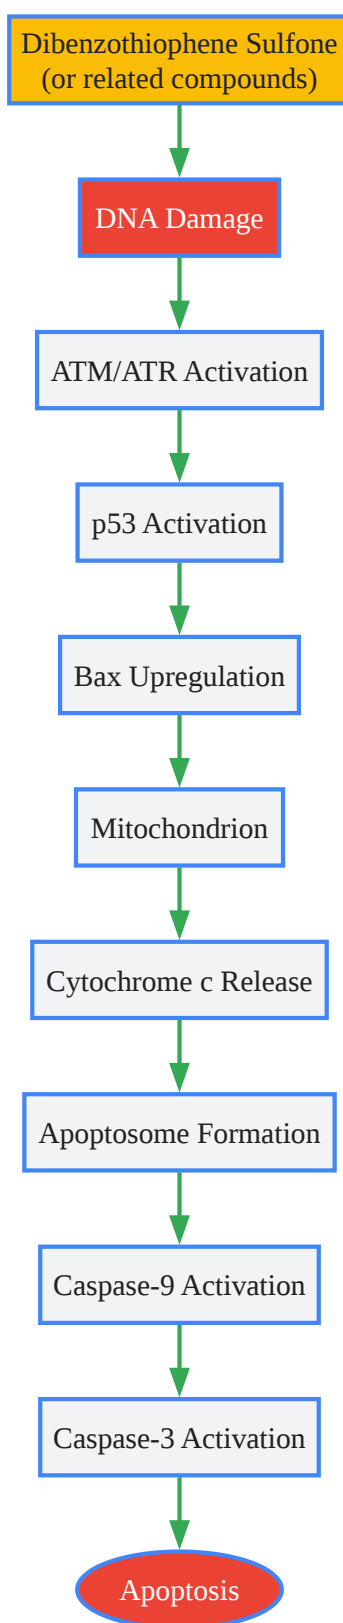 Dibenzothiophene Sulfone
(or related compounds)
DNA Damage
ATM/ATR Activation
p53 Activation
Bax Upregulation
Mitochondrion
Cytochrome c Release
Apoptosome Formation
Caspase-9 Activation
Caspase-3 Activation
Apoptosis